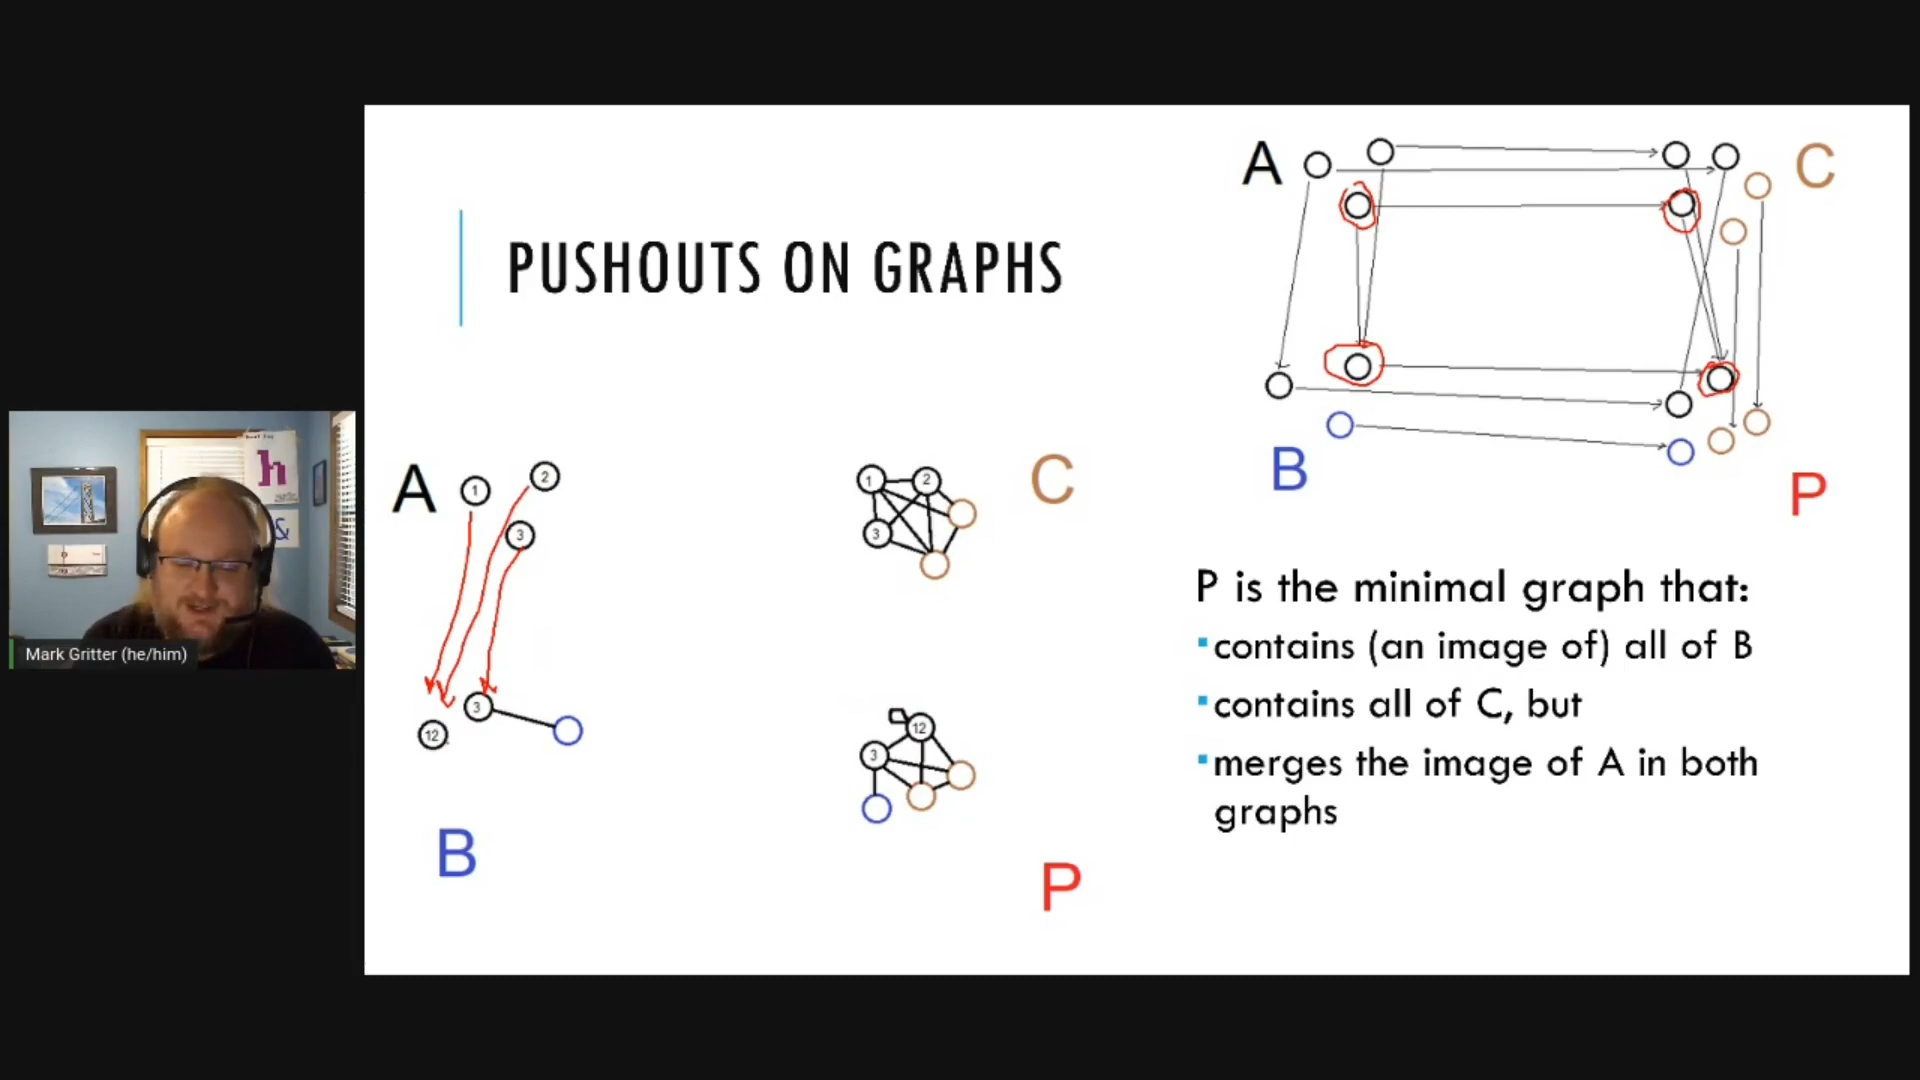 PUSHOUTS ON GRAPHS
A
C
B
P
A
1
2
3
1
2
3
C
3
12
12
3
B
P
P is the minimal graph that:
contains (an image of) all of B
contains all of C, but
merges the image of A in both
graphs
h
&
Mark Gritter (he/him)